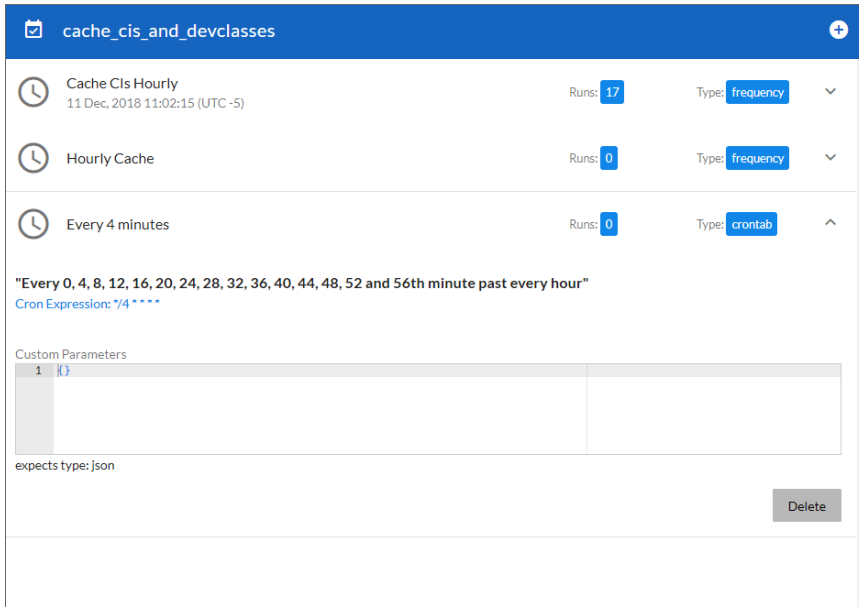 cache_cis_and_devclasses
Cache CIs Hourly
11 Dec, 2018 11:02:15 (UTC -5)
Runs: 17
Type: frequency
Hourly Cache
Runs: 0
Type: frequency
Every 4 minutes
Runs: 0
Type: crontab
"Every 0, 4, 8, 12, 16, 20, 24, 28, 32, 36, 40, 44, 48, 52 and 56th minute past every hour"
Cron Expression: */4 * * * *
Custom Parameters
1 {}
expects type: json
Delete